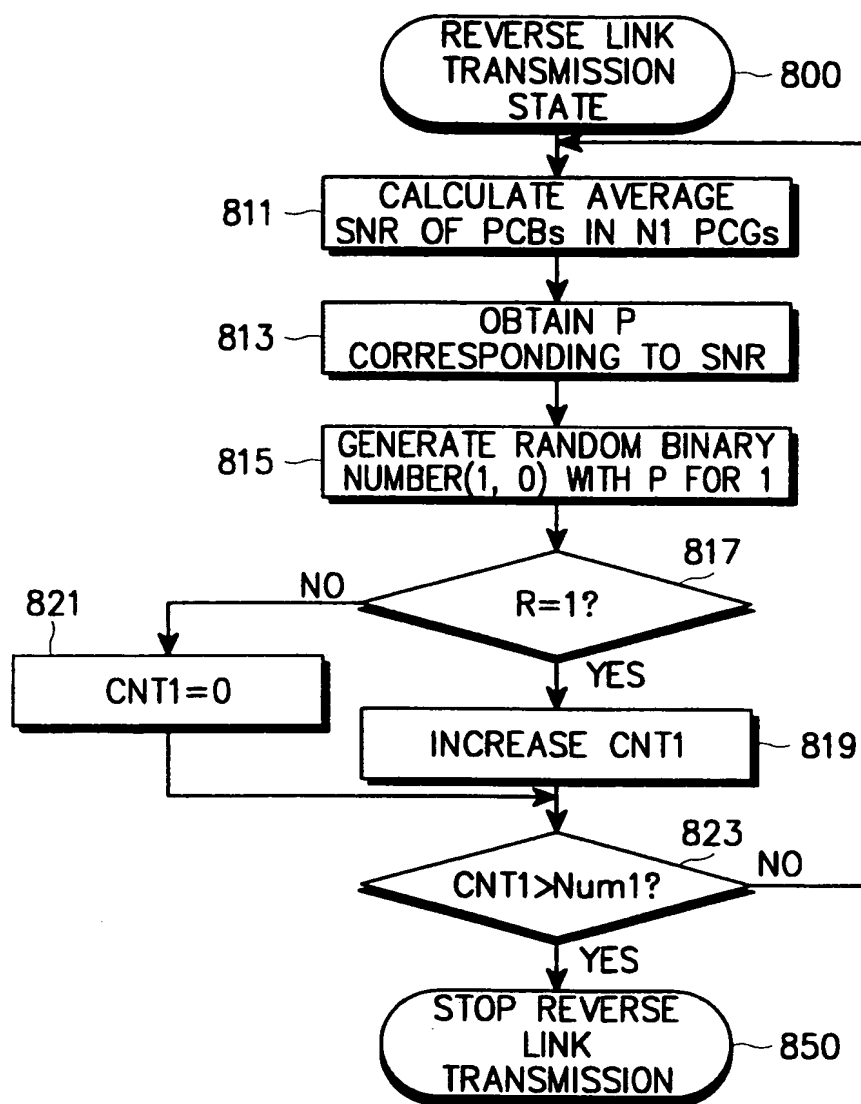 REVERSE LINK
TRANSMISSION
STATE
800
811
CALCULATE AVERAGE
SNR OF PCBs IN N1 PCGs
813
OBTAIN P
CORRESPONDING TO SNR
815
GENERATE RANDOM BINARY
NUMBER(1, 0) WITH P FOR 1
817
R=1?
NO
YES
821
CNT1=0
INCREASE CNT1
819
823
CNT1>Num1?
NO
YES
STOP REVERSE
LINK
TRANSMISSION
850